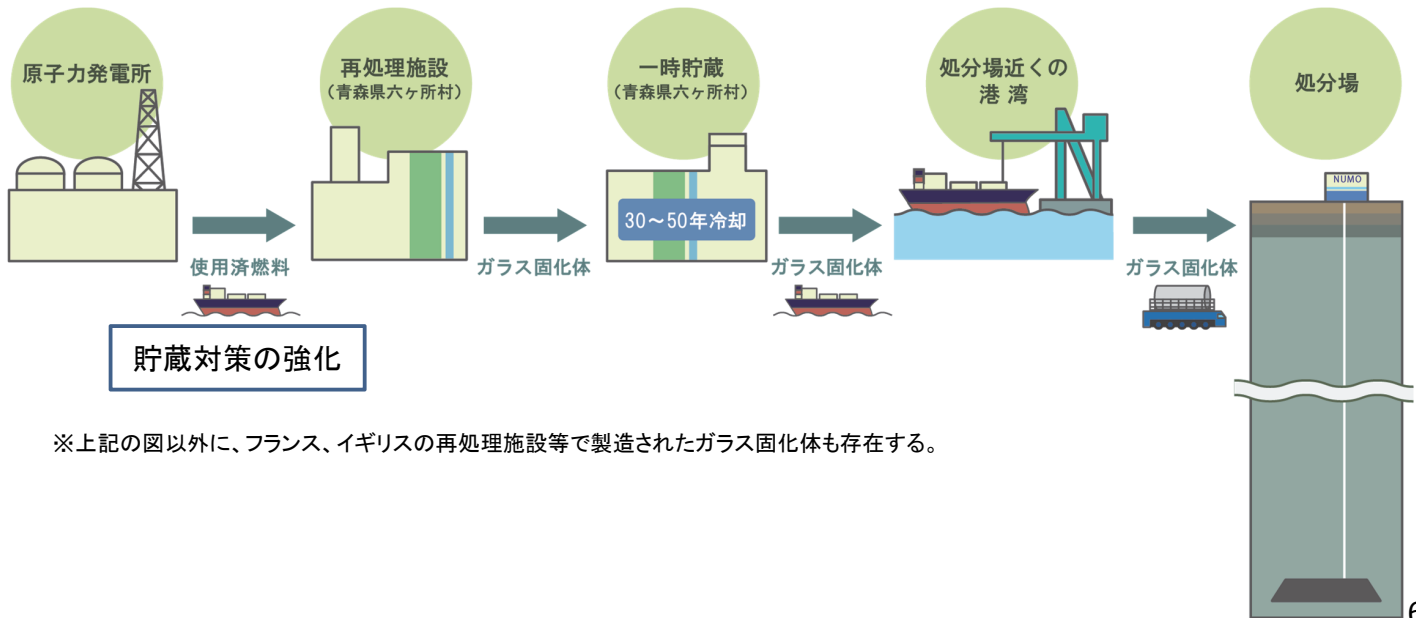 原子力発電所
再処理施設
（青森県六ヶ所村）
一時貯蔵
（青森県六ヶ所村）
処分場近くの
港 湾
処分場
NUMO
30～50年冷却
使用済燃料
ガラス固化体
ガラス固化体
ガラス固化体
貯蔵対策の強化
※上記の図以外に、フランス、イギリスの再処理施設等で製造されたガラス固化体も存在する。